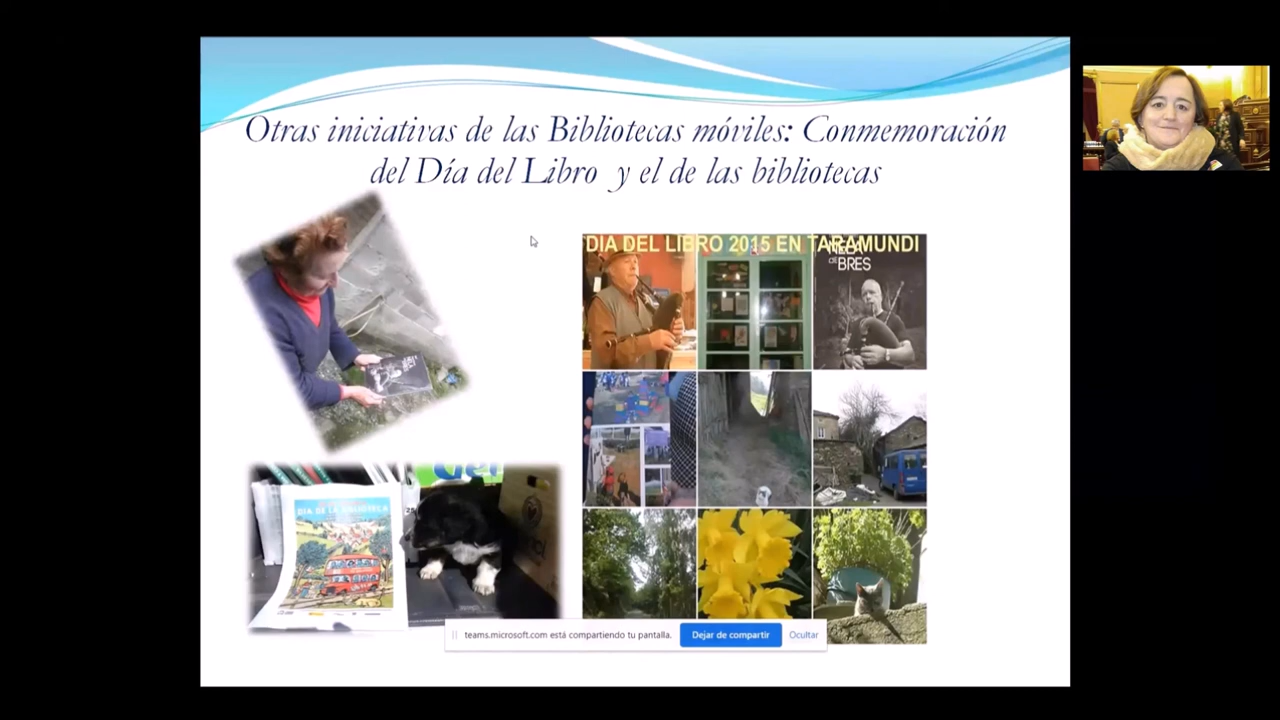 Otras iniciativas de las Bibliotecas móviles: Conmemoración
del Día del Libro y el de las bibliotecas
DIA DEL LIBRO 2015 EN TARAMUNDI
DE BRES
DÍA DE LA BIBLIOTECA
teams.microsoft.com está compartiendo tu pantalla.
Dejar de compartir
Ocultar